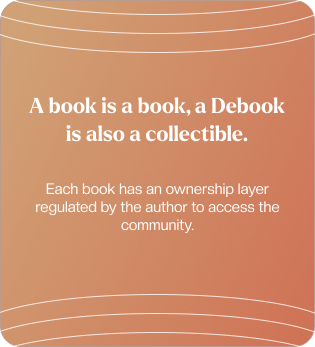 A book is a book, a Debook
is also a collectible.
Each book has an ownership layer
regulated by the author to access the
community.